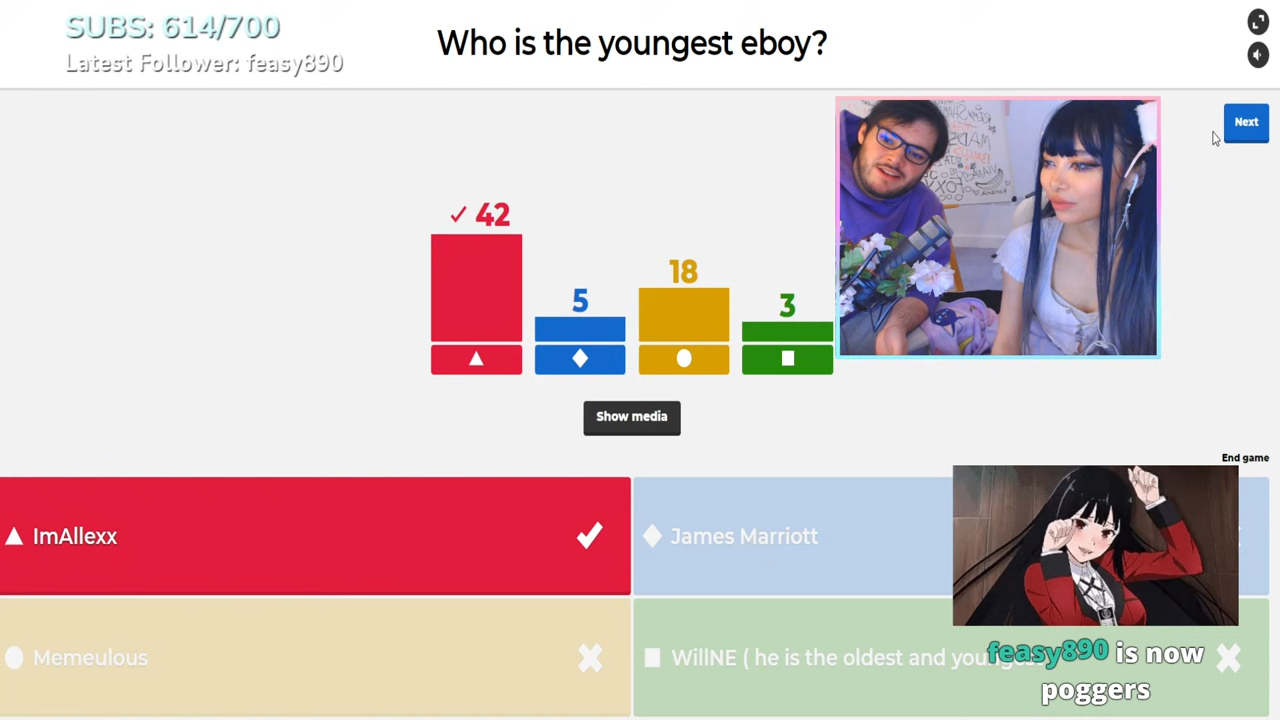 SUBS: 614/700
Latest Follower: feasy890
Who is the youngest eboy?
Next
✓ 42
5
18
3
Show media
End game
ImAllexx
James Marriott
Memeulous
WillNE ( he is the oldest and youngest
feasy890 is now
poggers